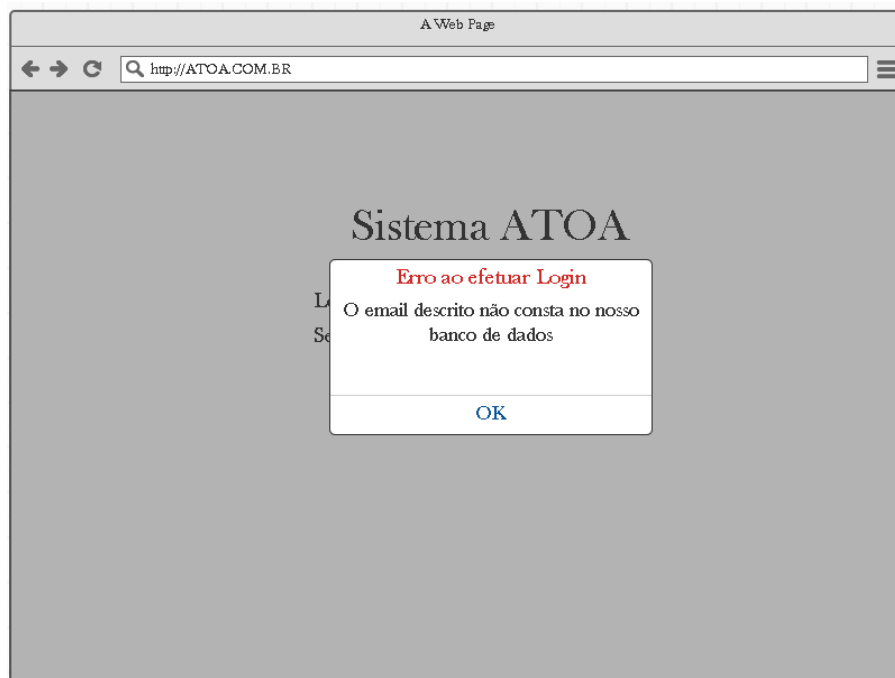 A Web Page
http://ATOA.COM.BR
Sistema ATOA
Erro ao efetuar Login
O email descrito não consta no nosso
banco de dados
OK